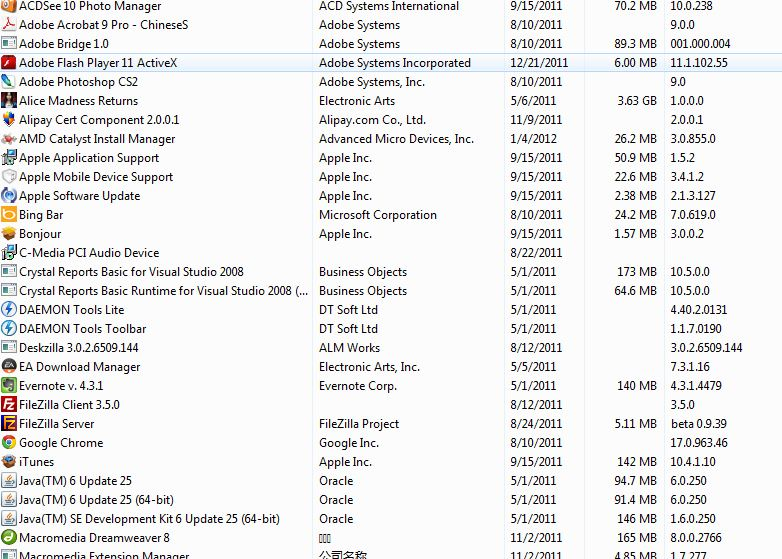 ACDSee 10 Photo Manager ACD Systems International 9/15/2011 70.2 MB 10.0.238
Adobe Acrobat 9 Pro - ChineseS Adobe Systems 8/10/2011 9.0.0
Adobe Bridge 1.0 Adobe Systems 8/10/2011 89.3 MB 001.000.004
Adobe Flash Player 11 ActiveX Adobe Systems Incorporated 12/21/2011 6.00 MB 11.1.102.55
Adobe Photoshop CS2 Adobe Systems, Inc. 8/10/2011 9.0
Alice Madness Returns Electronic Arts 5/6/2011 3.63 GB 1.0.0.0
Alipay Cert Component 2.0.0.1 Alipay.com Co., Ltd. 11/9/2011 2.0.0.1
AMD Catalyst Install Manager Advanced Micro Devices, Inc. 1/4/2012 26.2 MB 3.0.855.0
Apple Application Support Apple Inc. 9/15/2011 50.9 MB 1.5.2
Apple Mobile Device Support Apple Inc. 9/15/2011 22.6 MB 3.4.1.2
Apple Software Update Apple Inc. 9/15/2011 2.38 MB 2.1.3.127
Bing Bar Microsoft Corporation 8/10/2011 24.2 MB 7.0.619.0
Bonjour Apple Inc. 9/15/2011 1.57 MB 3.0.0.2
C-Media PCI Audio Device 8/22/2011
Crystal Reports Basic for Visual Studio 2008 Business Objects 5/1/2011 173 MB 10.5.0.0
Crystal Reports Basic Runtime for Visual Studio 2008 (... Business Objects 5/1/2011 64.6 MB 10.5.0.0
DAEMON Tools Lite DT Soft Ltd 5/1/2011 4.40.2.0131
DAEMON Tools Toolbar DT Soft Ltd 5/1/2011 1.1.7.0190
Deskzilla 3.0.2.6509.144 ALM Works 8/12/2011 3.0.2.6509.144
EA Download Manager Electronic Arts, Inc. 5/5/2011 7.3.1.16
Evernote v. 4.3.1 Evernote Corp. 5/1/2011 140 MB 4.3.1.4479
FileZilla Client 3.5.0 8/12/2011 3.5.0
FileZilla Server FileZilla Project 8/24/2011 5.11 MB beta 0.9.39
Google Chrome Google Inc. 8/10/2011 17.0.963.46
iTunes Apple Inc. 9/15/2011 142 MB 10.4.1.10
Java(TM) 6 Update 25 Oracle 5/1/2011 94.7 MB 6.0.250
Java(TM) 6 Update 25 (64-bit) Oracle 5/1/2011 91.4 MB 6.0.250
Java(TM) SE Development Kit 6 Update 25 (64-bit) Oracle 5/1/2011 146 MB 1.6.0.250
Macromedia Dreamweaver 8 11/2/2011 165 MB 8.0.0.2766
Macromedia Extension Manager 公司名称 11/2/2011 4.85 MB 1.7.277